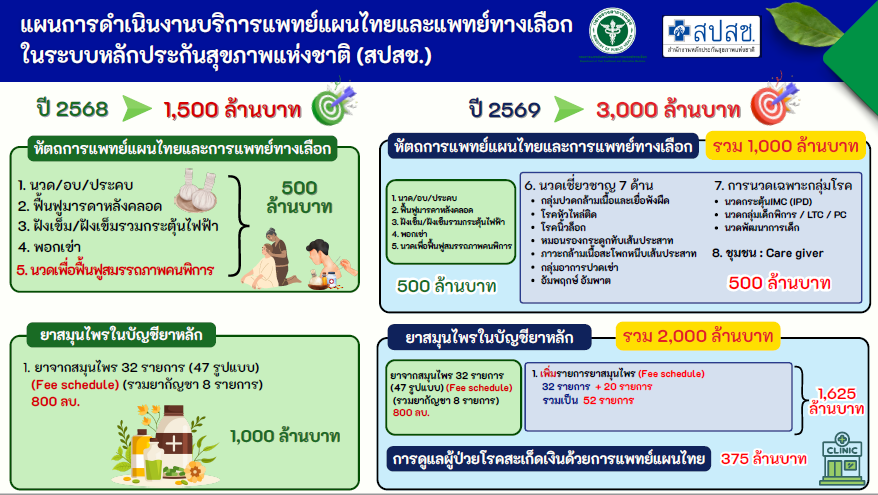 แผนการดำเนินงานบริการแพทย์แผนไทยและแพทย์ทางเลือก
ในระบบหลักประกันสุขภาพแห่งชาติ (สปสช.)
สปสช.
สำนักงานหลักประกันสุขภาพแห่งชาติ
ปี 2568
1,500 ล้านบาท
หัตถการแพทย์แผนไทยและการแพทย์ทางเลือก
1. นวด/อบ/ประคบ
2. ฟื้นฟูมารดาหลังคลอด
3. ฝังเข็ม/ฝังเข็มรวมกระตุ้นไฟฟ้า
4. พอกเข่า
5. นวดเพื่อฟื้นฟูสมรรถภาพคนพิการ
500
ล้านบาท
ยาสมุนไพรในบัญชียาหลัก
1. ยาจากสมุนไพร 32 รายการ (47 รูปแบบ)
(Fee schedule) (รวมยากัญชา 8 รายการ)
800 ลบ.
1,000 ล้านบาท
ปี 2569
3,000 ล้านบาท
หัตถการแพทย์แผนไทยและการแพทย์ทางเลือก
รวม 1,000 ล้านบาท
1. นวด/อบ/ประคบ
2. ฟื้นฟูมารดาหลังคลอด
3. ฝังเข็ม/ฝังเข็มรวมกระตุ้นไฟฟ้า
4. พอกเข่า
5. นวดเพื่อฟื้นฟูสมรรถภาพคนพิการ
500 ล้านบาท
6. นวดเชี่ยวชาญ 7 ด้าน
• กลุ่มปวดกล้ามเนื้อและเยื่อพังผืด
• โรคหัวไหล่ติด
• โรคนิ้วล็อก
• หมอนรองกระดูกทับเส้นประสาท
• ภาวะกล้ามเนื้อสะโพกหนีบเส้นประสาท
• กลุ่มอาการปวดเข่า
• อัมพฤกษ์ อัมพาต
7. การนวดเฉพาะกลุ่มโรค
• นวดกระตุ้นIMC (IPD)
• นวดกลุ่มเด็กพิการ / LTC / PC
• นวดพัฒนาการเด็ก
8. ชุมชน : Care giver
500 ล้านบาท
ยาสมุนไพรในบัญชียาหลัก
รวม 2,000 ล้านบาท
ยาจากสมุนไพร 32 รายการ
(47 รูปแบบ) (Fee schedule)
(รวมยากัญชา 8 รายการ)
800 ลบ.
1. เพิ่มรายการยาสมุนไพร (Fee schedule)
32 รายการ + 20 รายการ
รวมเป็น 52 รายการ
1,625
ล้านบาท
การดูแลผู้ป่วยโรคสะเก็ดเงินด้วยการแพทย์แผนไทย
375 ล้านบาท
CLINIC